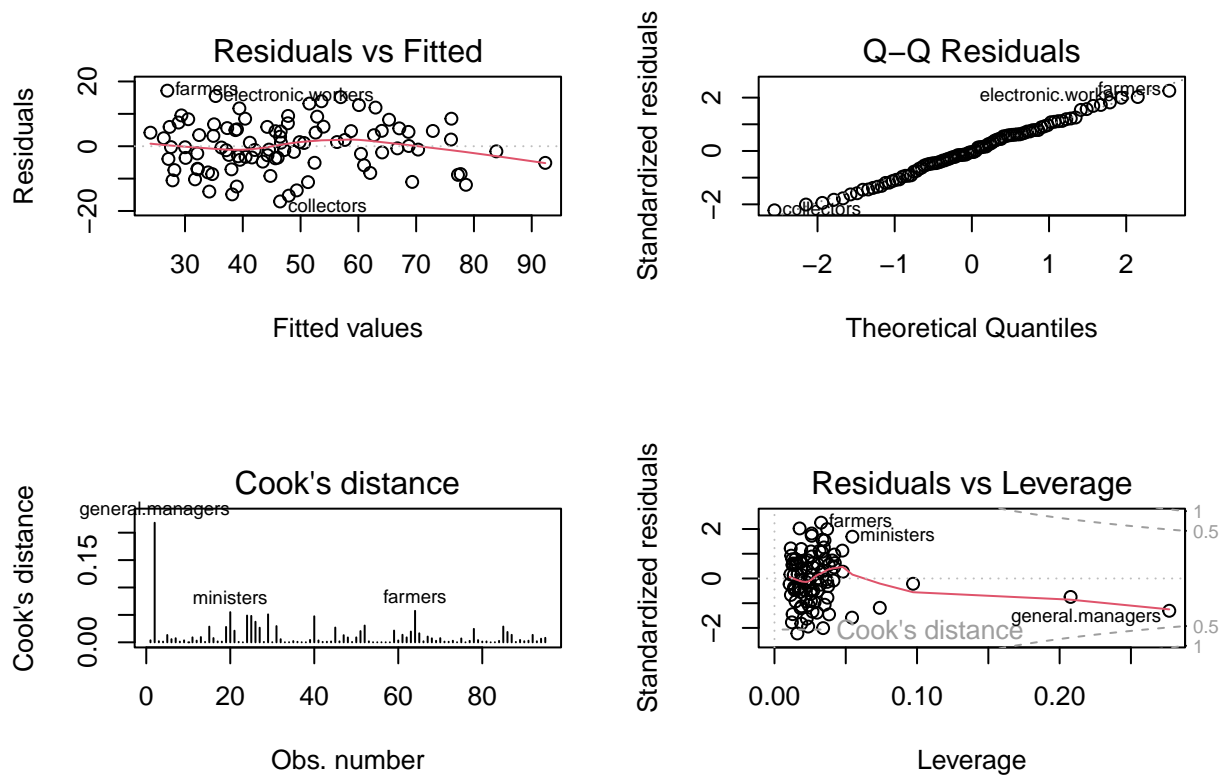 Residuals vs Fitted
Residuals
20
0
−20
farmers
electronic.workers
collectors
30 40 50 60 70 80 90
Fitted values
Q−Q Residuals
Standardized residuals
2
0
−2
electronic.workers
farmers
collectors
−2 −1 0 1 2
Theoretical Quantiles
Cook's distance
Cook's distance
0.15
0.00
general.managers
ministers
farmers
0 20 40 60 80
Obs. number
Residuals vs Leverage
Standardized residuals
2
0
−2
farmers
ministers
general.managers
Cook's distance
1
0.5
0.5
1
0.00 0.10 0.20
Leverage